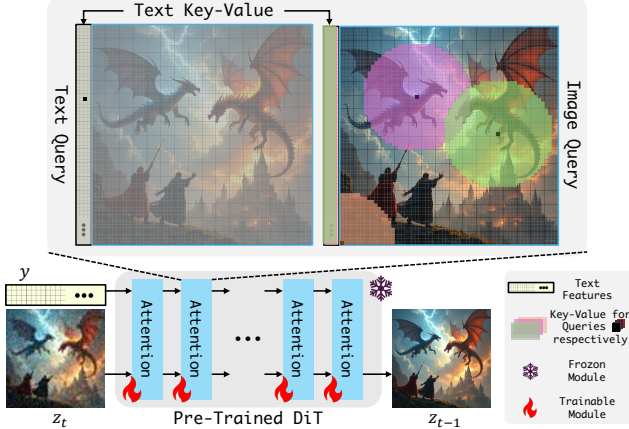 Text Key-Value
Text Query
Image Query
y
Attention
Attention
...
Attention
Attention
z_t
Pre-Trained DiT
z_{t-1}
Text
Features
Key-Value for
Queries
respectively
Frozon
Module
Trainable
Module